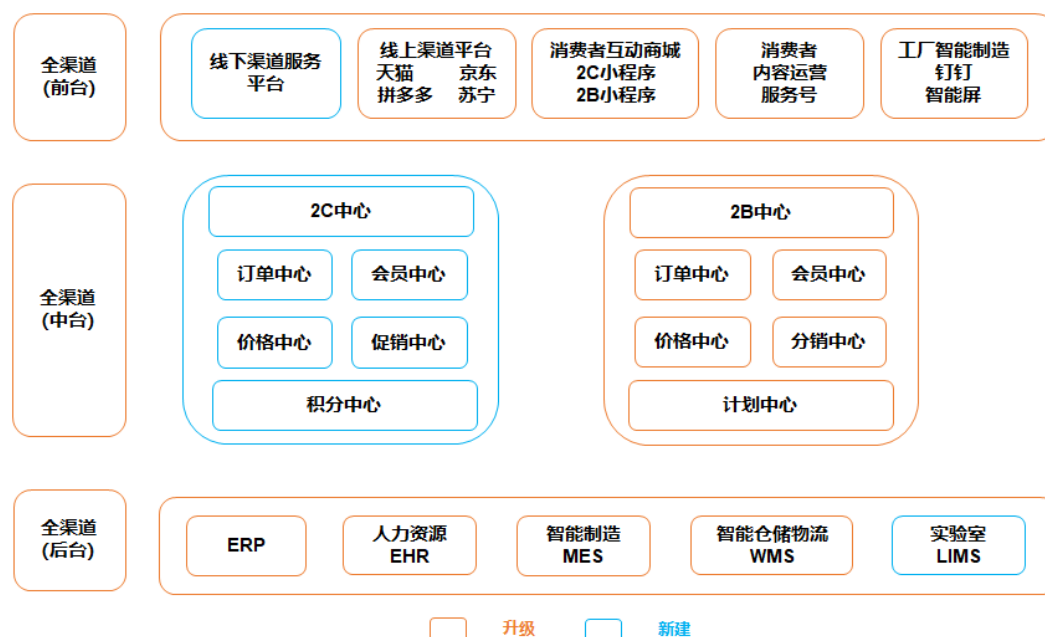 全渠道
(前台)
线下渠道服务
平台
线上渠道平台
天猫 京东
拼多多 苏宁
消费者互动商城
2C小程序
2B小程序
消费者
内容运营
服务号
工厂智能制造
钉钉
智能屏
全渠道
(中台)
2C中心
订单中心
会员中心
价格中心
促销中心
积分中心
2B中心
订单中心
会员中心
价格中心
分销中心
计划中心
全渠道
(后台)
ERP
人力资源
EHR
智能制造
MES
智能仓储物流
WMS
实验室
LIMS
升级
新建